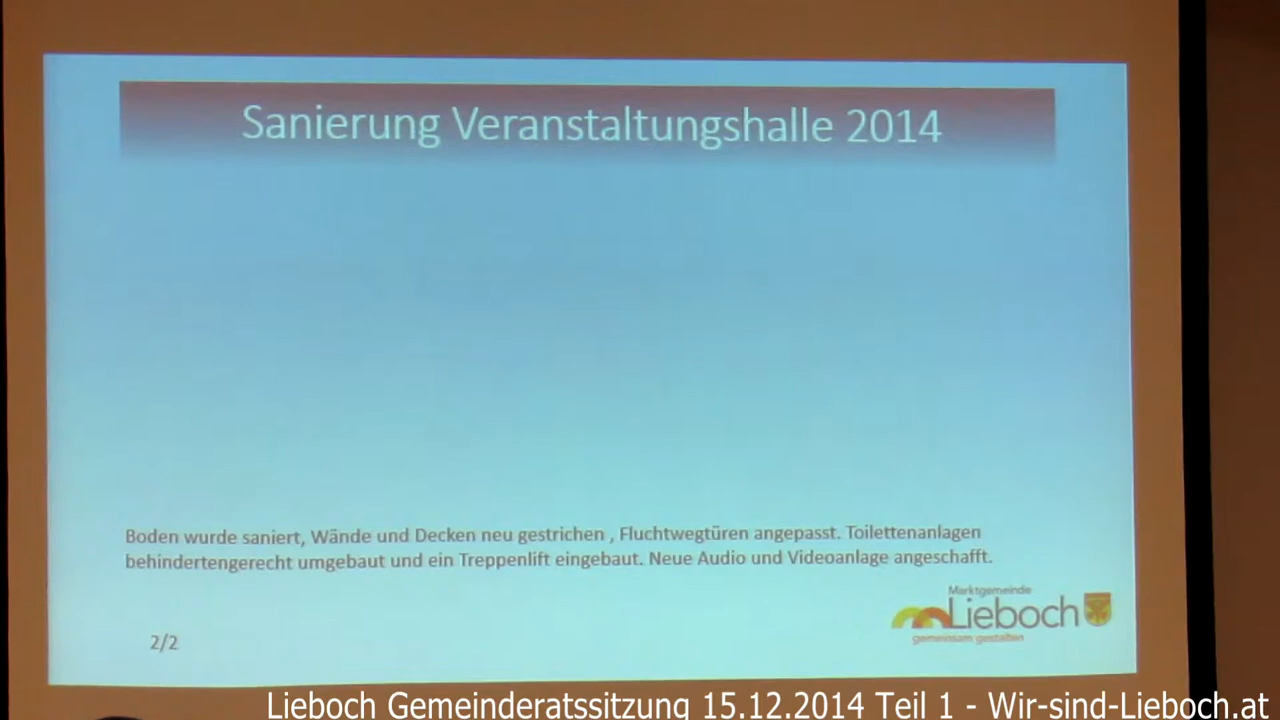 Sanierung Veranstaltungshalle 2014
Boden wurde saniert, Wände und Decken neu gestrichen , Fluchtwegtüren angepasst. Toilettenanlagen
behindertengerecht umgebaut und ein Treppenlift eingebaut. Neue Audio und Videoanlage angeschafft.
Marktgemeinde
Lieboch
gemeinsam gestalten
2/2
Lieboch Gemeinderatssitzung 15.12.2014 Teil 1 - Wir-sind-Lieboch.at